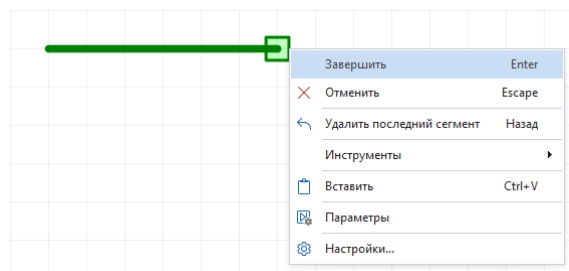 Завершить Enter
Отменить Escape
Удалить последний сегмент Назад
Инструменты
Вставить Ctrl+V
Параметры
Настройки...